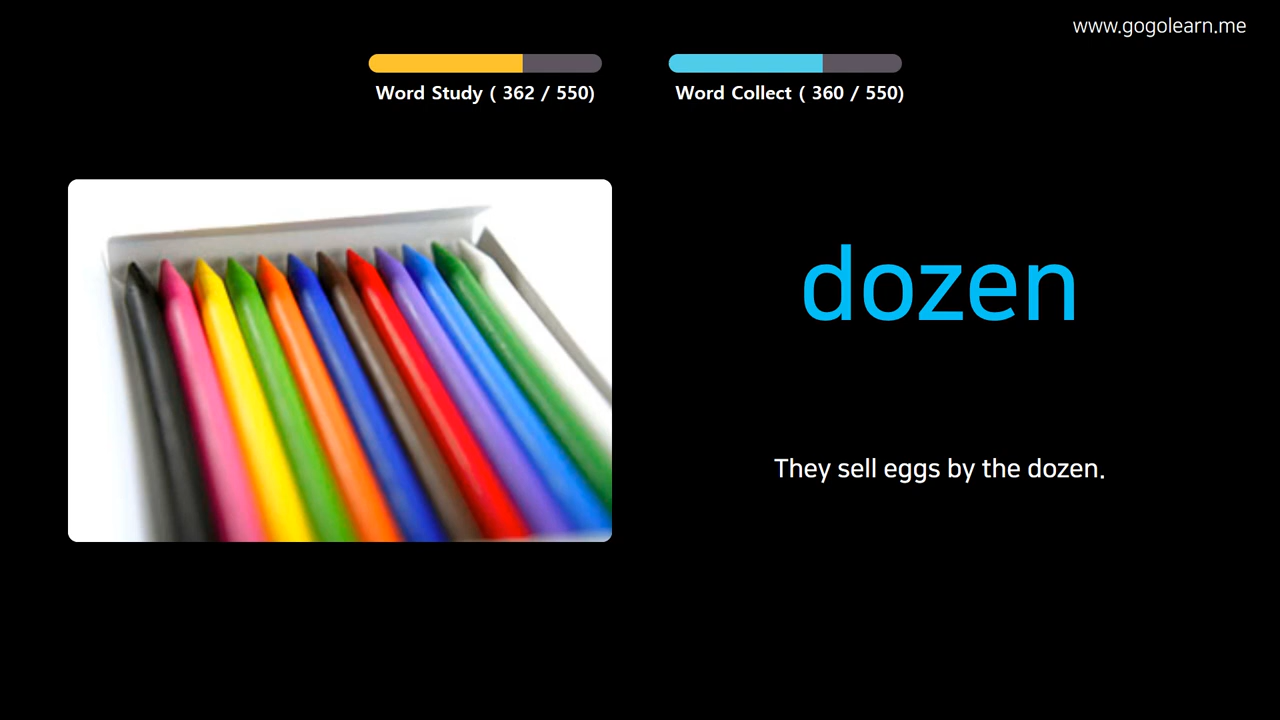 www.gogolearn.me
Word Study ( 362 / 550)
Word Collect ( 360 / 550)
dozen
They sell eggs by the dozen.